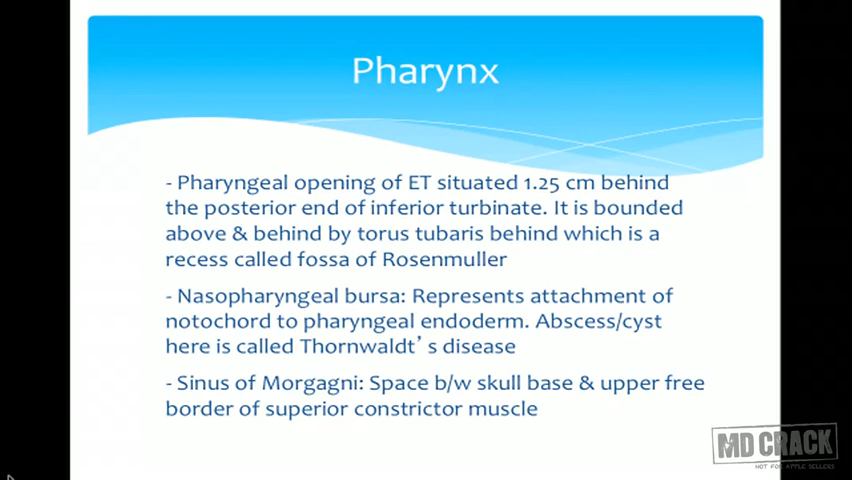 Pharynx
- Pharyngeal opening of ET situated 1.25 cm behind
the posterior end of inferior turbinate. It is bounded
above & behind by torus tubaris behind which is a
recess called fossa of Rosenmuller
- Nasopharyngeal bursa: Represents attachment of
notochord to pharyngeal endoderm. Abscess/cyst
here is called Thornwaldt's disease
- Sinus of Morgagni: Space b/w skull base & upper free
border of superior constrictor muscle
MD CRACK
NOT FOR APPLE SELLERS